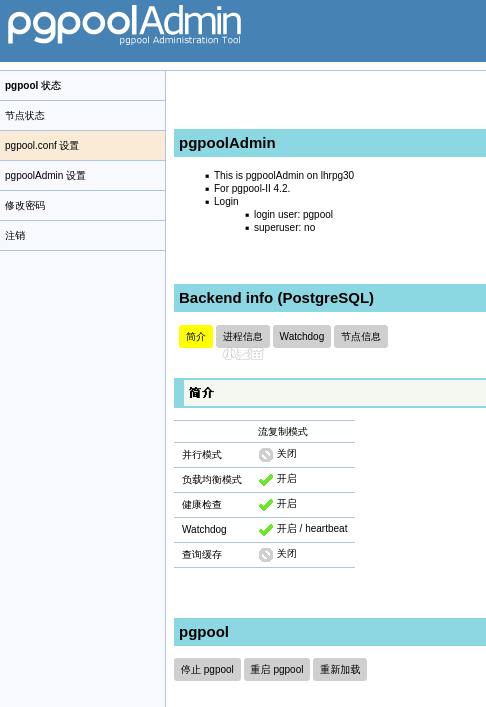 pgpoolAdmin
pgpool Administration Tool
pgpool 状态
节点状态
pgpool.conf 设置
pgpoolAdmin 设置
修改密码
注销
pgpoolAdmin
This is pgpoolAdmin on lhrpg30
For pgpool-II 4.2.
Login
login user: pgpool
superuser: no
Backend info (PostgreSQL)
简介 进程信息 Watchdog 节点信息
简介
流复制模式
并行模式 关闭
负载均衡模式 开启
健康检查 开启
Watchdog 开启 / heartbeat
查询缓存 关闭
pgpool
停止 pgpool 重启 pgpool 重新加载